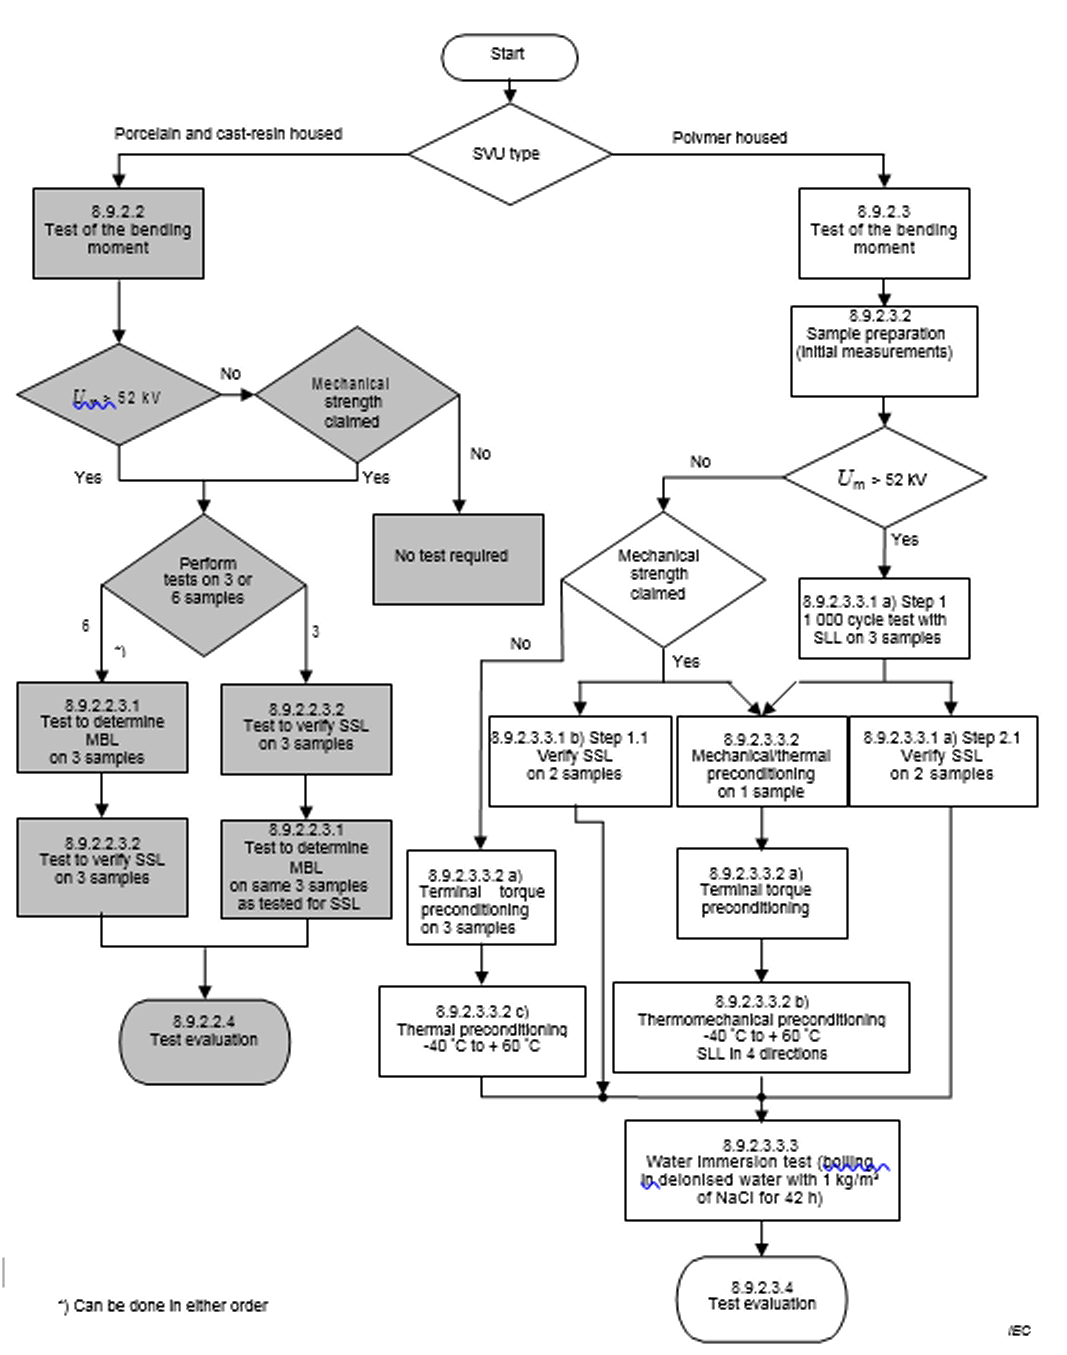 Start
SVU type
Porcelain and cast-resin housed
Polymer housed
8.9.2.2
Test of the bending
moment
8.9.2.3
Test of the bending
moment
8.9.2.3.2
Sample preparation
(initial measurements)
Um > 52 kV
No
Mechanical
strength
claimed
Yes
Yes
No
No test required
Um > 52 kV
No
Yes
Mechanical
strength
claimed
No
Yes
Perform
tests on 3 or
6 samples
6
*)
3
8.9.2.3.3.1 a) Step 1
1 000 cycle test with
SLL on 3 samples
8.9.2.2.3.1
Test to determine
MBL
on 3 samples
8.9.2.2.3.2
Test to verify SSL
on 3 samples
8.9.2.3.3.1 b) Step 1.1
Verify SSL
on 2 samples
8.9.2.3.3.2
Mechanical/thermal
preconditioning
on 1 sample
8.9.2.3.3.1 a) Step 2.1
Verify SSL
on 2 samples
8.9.2.2.3.2
Test to verify SSL
on 3 samples
8.9.2.2.3.1
Test to determine
MBL
on same 3 samples
as tested for SSL
8.9.2.3.3.2 a)
Terminal torque
preconditioning
on 3 samples
8.9.2.3.3.2 a)
Terminal torque
preconditioning
8.9.2.2.4
Test evaluation
8.9.2.3.3.2 c)
Thermal preconditioning
-40 °C to + 60 °C
8.9.2.3.3.2 b)
Thermomechanical preconditioning
-40 °C to + 60 °C
SLL in 4 directions
8.9.2.3.3.3
Water immersion test (boiling
in deionised water with 1 kg/m³
of NaCl for 42 h)
8.9.2.3.4
Test evaluation
*) Can be done in either order
IEC